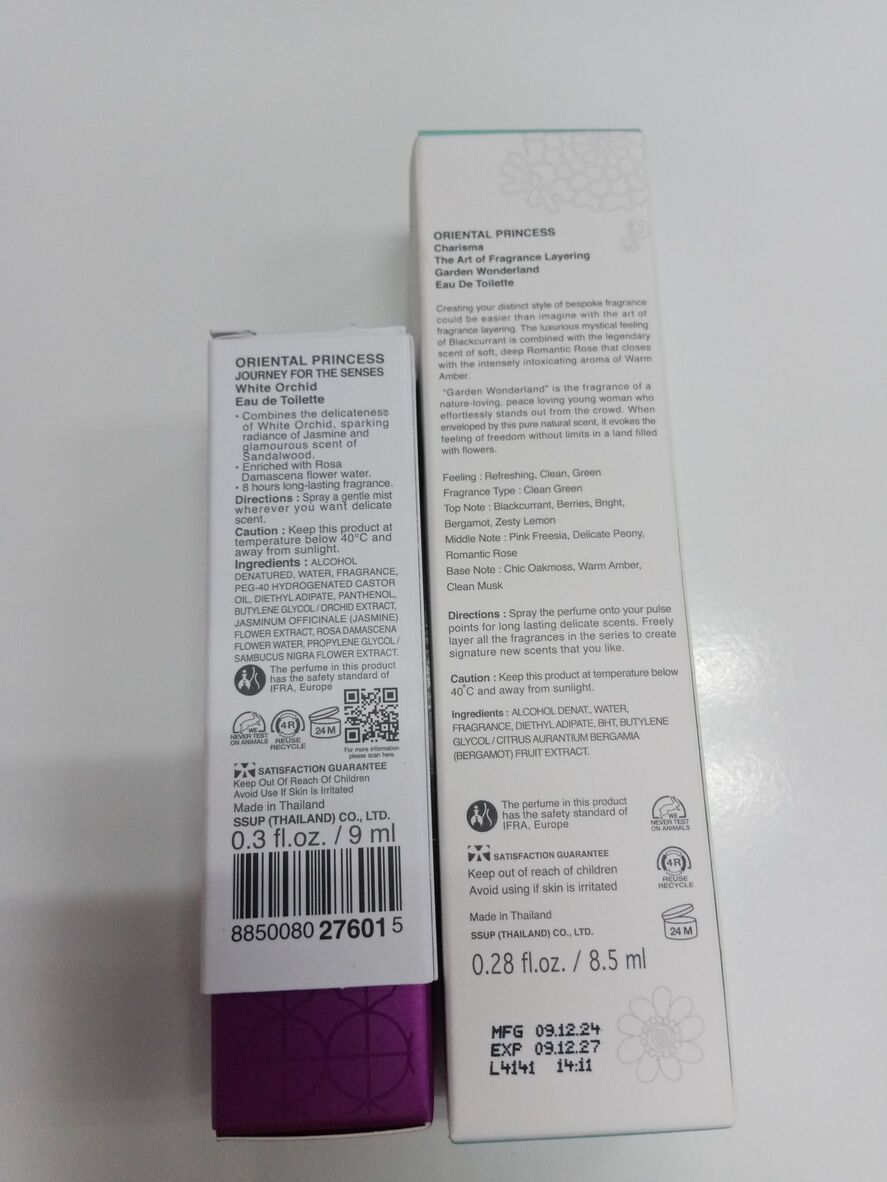 ORIENTAL PRINCESS
JOURNEY FOR THE SENSES
White Orchid
Eau de Toilette
• Combines the delicateness
of White Orchid, sparking
radiance of Jasmine and
glamourous scent of
Sandalwood.
• Enriched with Rosa
Damascena flower water.
• 8 hours long-lasting fragrance.
Directions : Spray a gentle mist
wherever you want delicate
scent.
Caution : Keep this product at
temperature below 40°C and
away from sunlight.
Ingredients : ALCOHOL
DENATURED, WATER, FRAGRANCE,
PEG-40 HYDROGENATED CASTOR
OIL, DIETHYL ADIPATE, PANTHENOL,
BUTYLENE GLYCOL / ORCHID EXTRACT,
JASMINUM OFFICINALE (JASMINE)
FLOWER EXTRACT, ROSA DAMASCENA
FLOWER WATER, PROPYLENE GLYCOL /
SAMBUCUS NIGRA FLOWER EXTRACT.
The perfume in this product
has the safety standard of
IFRA, Europe
WE
NEVER TEST
ON ANIMALS
4R
REUSE
RECYCLE
24 M
For more information
please scan here.
SATISFACTION GUARANTEE
Keep Out Of Reach Of Children
Avoid Use If Skin Is Irritated
Made in Thailand
SSUP (THAILAND) CO., LTD.
0.3 fl.oz. / 9 ml
8850080 27601 5
ORIENTAL PRINCESS
Charisma
The Art of Fragrance Layering
Garden Wonderland
Eau De Toilette
Creating your distinct style of bespoke fragrance
could be easier than imagine with the art of
fragrance layering. The luxurious mystical feeling
of Blackcurrant is combined with the legendary
scent of soft, deep Romantic Rose that closes
with the intensely intoxicating aroma of Warm
Amber.
"Garden Wonderland" is the fragrance of a
nature-loving, peace loving young woman who
effortlessly stands out from the crowd. When
enveloped by this pure natural scent, it evokes the
feeling of freedom without limits in a land filled
with flowers.
Feeling : Refreshing, Clean, Green
Fragrance Type : Clean Green
Top Note : Blackcurrant, Berries, Bright,
Bergamot, Zesty Lemon
Middle Note : Pink Freesia, Delicate Peony,
Romantic Rose
Base Note : Chic Oakmoss, Warm Amber,
Clean Musk
Directions : Spray the perfume onto your pulse
points for long lasting delicate scents. Freely
layer all the fragrances in the series to create
signature new scents that you like.
Caution : Keep this product at temperature below
40°C and away from sunlight.
Ingredients : ALCOHOL DENAT., WATER,
FRAGRANCE, DIETHYL ADIPATE, BHT, BUTYLENE
GLYCOL / CITRUS AURANTIUM BERGAMIA
(BERGAMOT) FRUIT EXTRACT.
The perfume in this product
has the safety standard of
IFRA, Europe
WE
NEVER TEST
ON ANIMALS
SATISFACTION GUARANTEE
Keep out of reach of children
Avoid using if skin is irritated
4R
REUSE
RECYCLE
Made in Thailand
SSUP (THAILAND) CO., LTD.
24 M
0.28 fl.oz. / 8.5 ml
MFG 09.12.24
EXP 09.12.27
L4141 14:11